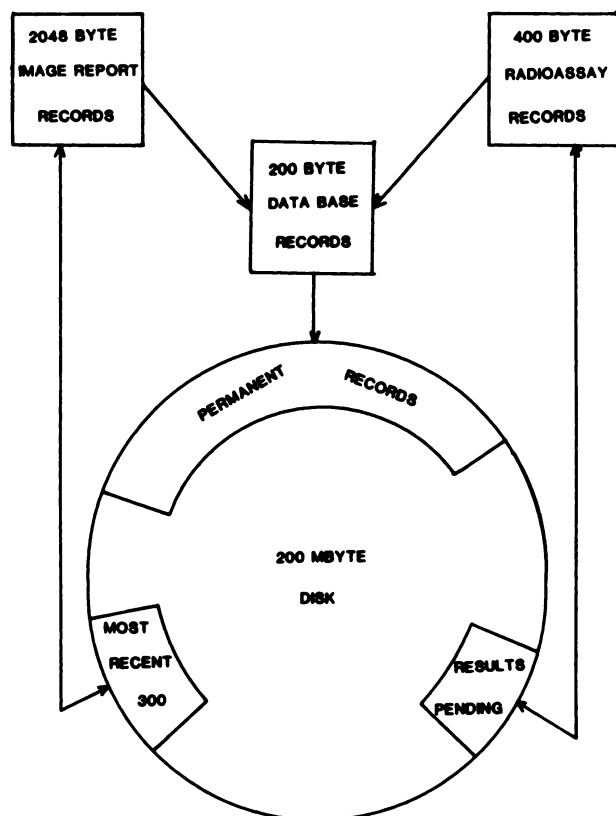 2048 BYTE
IMAGE REPORT
RECORDS
400 BYTE
RADIOASSAY
RECORDS
200 BYTE
DATA BASE
RECORDS
PERMANENT RECORDS
200 MBYTE
DISK
MOST
RECENT
300
RESULTS
PENDING